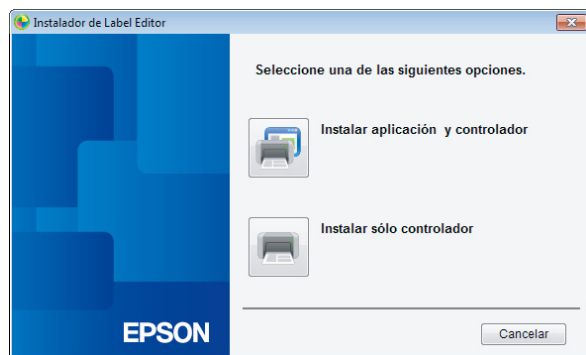 Instalador de Label Editor
Seleccione una de las siguientes opciones.
Instalar aplicación y controlador
Instalar sólo controlador
EPSON
Cancelar